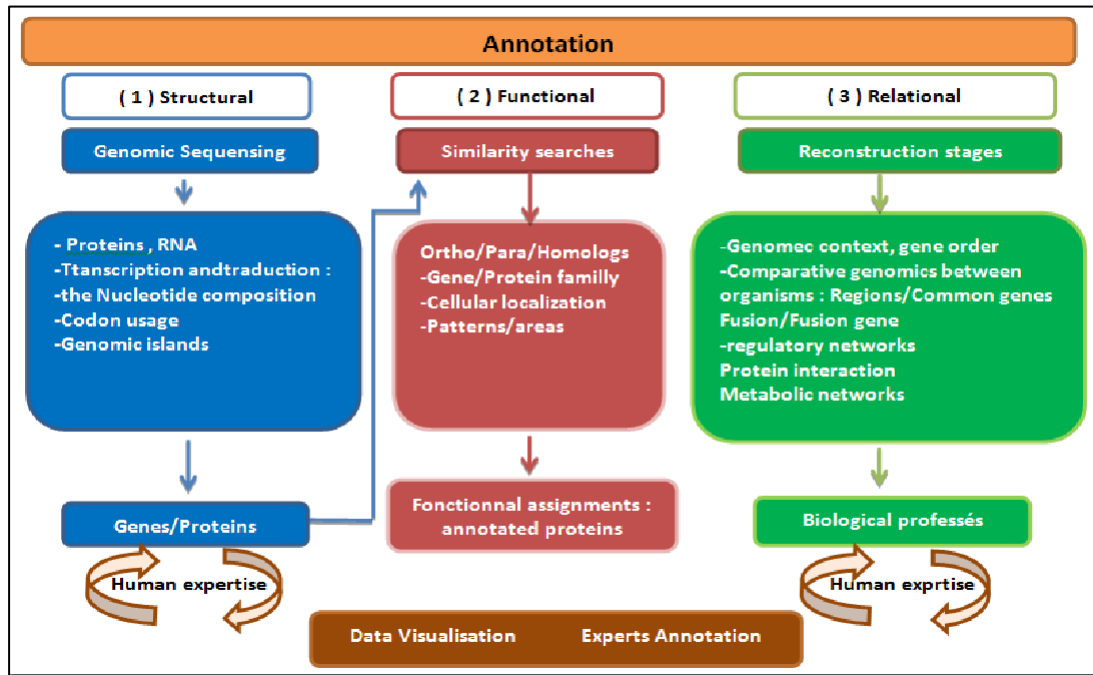 Annotation
( 1 ) Structural
( 2 ) Functional
( 3 ) Relational
Genomic Sequensing
Similarity searches
Reconstruction stages
- Proteins , RNA
-Ttanscription andtraduction :
-the Nucleotide composition
-Codon usage
-Genomic islands
Ortho/Para/Homologs
-Gene/Protein familly
-Cellular localization
-Patterns/areas
-Genomec context, gene order
-Comparative genomics between
organisms : Regions/Common genes
Fusion/Fusion gene
-regulatory networks
Protein interaction
Metabolic networks
Genes/Proteins
Fonctionnal assignments :
annotated proteins
Biological professés
Human expertise
Human exprtise
Data Visualisation Experts Annotation